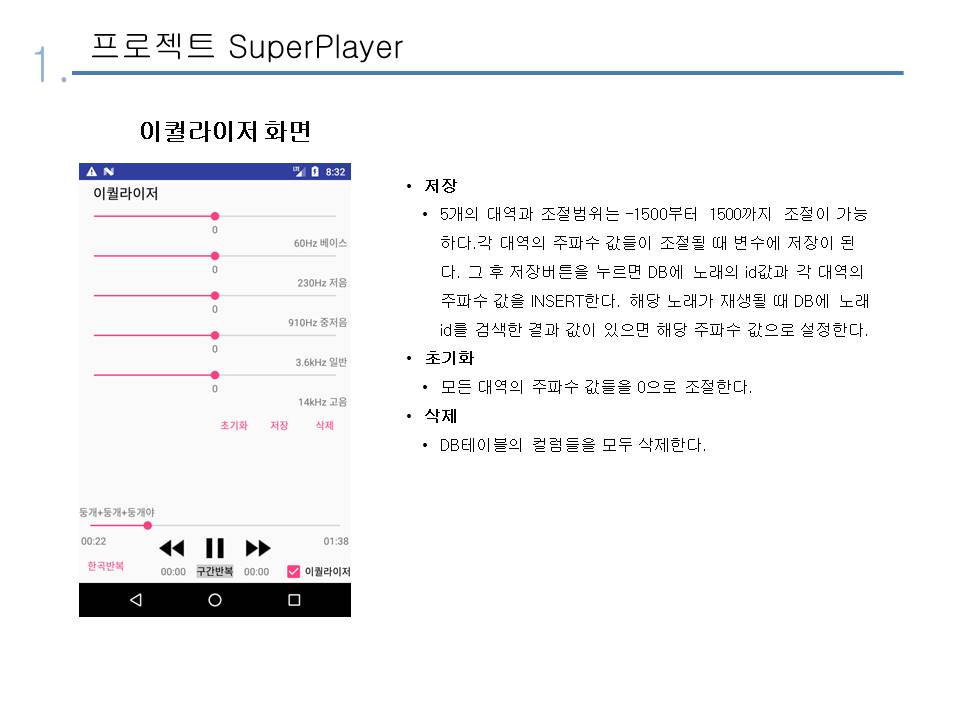 1.
프로젝트 SuperPlayer
이퀄라이저 화면
8:32
이퀄라이저
0
60Hz 베이스
0
230Hz 저음
0
910Hz 중저음
0
3.6kHz 일반
0
14kHz 고음
초기화 저장 삭제
둥개+둥개+둥개야
00:22 01:38
한곡반복 00:00 구간반복 00:00 이퀄라이저
• 저장
• 5개의 대역과 조절범위는 -1500부터 1500까지 조절이 가능
하다.각 대역의 주파수 값들이 조절될 때 변수에 저장이 된
다. 그 후 저장버튼을 누르면 DB에 노래의 id값과 각 대역의
주파수 값을 INSERT한다. 해당 노래가 재생될 때 DB에 노래
id를 검색한 결과 값이 있으면 해당 주파수 값으로 설정한다.
• 초기화
• 모든 대역의 주파수 값들을 0으로 조절한다.
• 삭제
• DB테이블의 컬럼들을 모두 삭제한다.